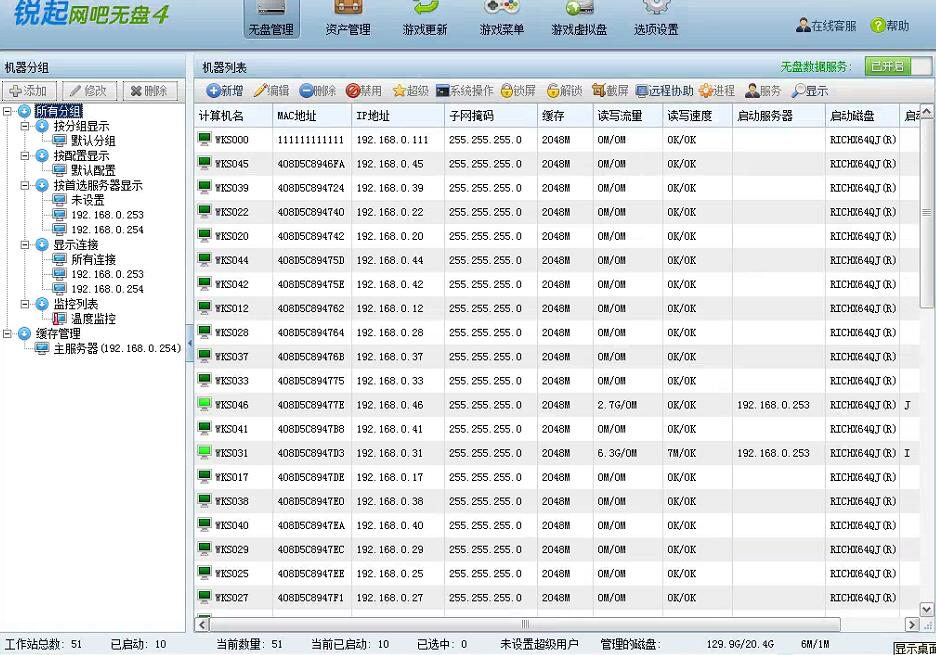 锐起网吧无盘4
无盘管理 资产管理 游戏更新 游戏菜单 游戏虚拟盘 选项设置 在线客服 帮助
机器分组
添加 修改 删除
所有分组
按分组显示
默认分组
按配置显示
默认配置
按首选服务器显示
未设置
192.168.0.253
192.168.0.254
显示连接
所有连接
192.168.0.253
192.168.0.254
监控列表
温度监控
缓存管理
主服务器(192.168.0.254)
机器列表 无盘数据服务: 已开启
新增 编辑 删除 禁用 超级 系统操作 锁屏 解锁 截屏 远程协助 进程 服务 显示
计算机名 MAC地址 IP地址 子网掩码 缓存 读写流量 读写速度 启动服务器 启动磁盘 启动
WKS000 111111111111 192.168.0.111 255.255.255.0 2048M 0M/0M 0K/0K RICHX64QJ(R)
WKS045 408D5C8946FA 192.168.0.45 255.255.255.0 2048M 0M/0M 0K/0K RICHX64QJ(R)
WKS039 408D5C894724 192.168.0.39 255.255.255.0 2048M 0M/0M 0K/0K RICHX64QJ(R)
WKS022 408D5C894740 192.168.0.22 255.255.255.0 2048M 0M/0M 0K/0K RICHX64QJ(R)
WKS020 408D5C894742 192.168.0.20 255.255.255.0 2048M 0M/0M 0K/0K RICHX64QJ(R)
WKS044 408D5C89475D 192.168.0.44 255.255.255.0 2048M 0M/0M 0K/0K RICHX64QJ(R)
WKS042 408D5C89475E 192.168.0.42 255.255.255.0 2048M 0M/0M 0K/0K RICHX64QJ(R)
WKS012 408D5C894762 192.168.0.12 255.255.255.0 2048M 0M/0M 0K/0K RICHX64QJ(R)
WKS028 408D5C894764 192.168.0.28 255.255.255.0 2048M 0M/0M 0K/0K RICHX64QJ(R)
WKS037 408D5C89476B 192.168.0.37 255.255.255.0 2048M 0M/0M 0K/0K RICHX64QJ(R)
WKS033 408D5C894775 192.168.0.33 255.255.255.0 2048M 0M/0M 0K/0K RICHX64QJ(R)
WKS046 408D5C89477E 192.168.0.46 255.255.255.0 2048M 2.7G/0M 0K/0K 192.168.0.253 RICHX64QJ(R) J
WKS041 408D5C8947B8 192.168.0.41 255.255.255.0 2048M 0M/0M 0K/0K RICHX64QJ(R)
WKS031 408D5C8947D3 192.168.0.31 255.255.255.0 2048M 6.3G/0M 7M/0K 192.168.0.253 RICHX64QJ(R) I
WKS017 408D5C8947DE 192.168.0.17 255.255.255.0 2048M 0M/0M 0K/0K RICHX64QJ(R)
WKS038 408D5C8947E0 192.168.0.38 255.255.255.0 2048M 0M/0M 0K/0K RICHX64QJ(R)
WKS040 408D5C8947EA 192.168.0.40 255.255.255.0 2048M 0M/0M 0K/0K RICHX64QJ(R)
WKS029 408D5C8947EC 192.168.0.29 255.255.255.0 2048M 0M/0M 0K/0K RICHX64QJ(R)
WKS025 408D5C8947EE 192.168.0.25 255.255.255.0 2048M 0M/0M 0K/0K RICHX64QJ(R)
WKS027 408D5C8947F1 192.168.0.27 255.255.255.0 2048M 0M/0M 0K/0K RICHX64QJ(R)
工作站总数: 51 已启动: 10 当前数量: 51 当前已启动: 10 已选中: 0 未设置超级用户 管理的磁盘: 129.9G/20.4G 6M/1M
显示桌面